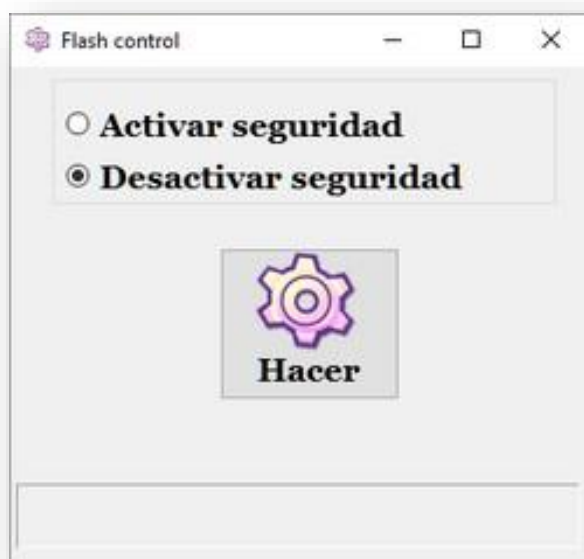 Flash control
Activar seguridad
Desactivar seguridad
Hacer